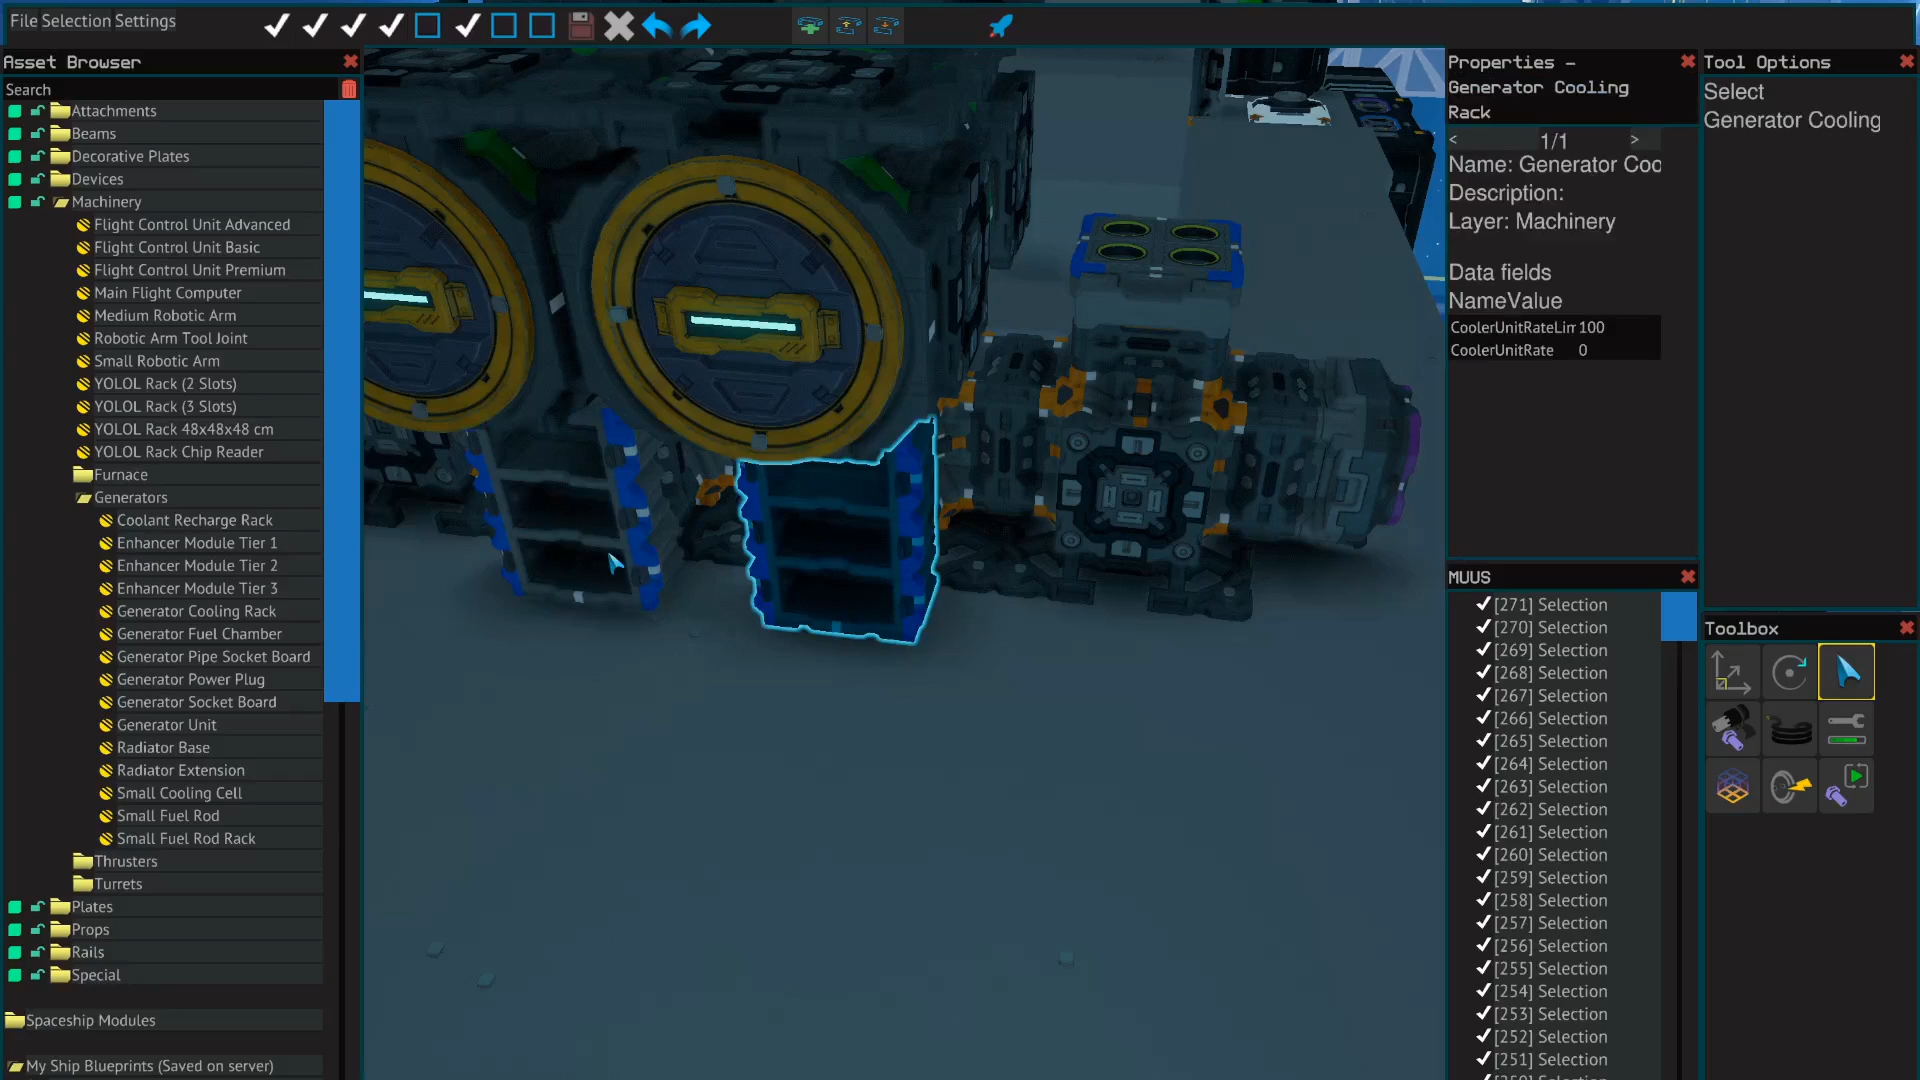 File Selection Settings
Asset Browser
Search
Attachments
Beams
Decorative Plates
Devices
Machinery
Flight Control Unit Advanced
Flight Control Unit Basic
Flight Control Unit Premium
Main Flight Computer
Medium Robotic Arm
Robotic Arm Tool Joint
Small Robotic Arm
YOLOL Rack (2 Slots)
YOLOL Rack (3 Slots)
YOLOL Rack 48x48x48 cm
YOLOL Rack Chip Reader
Furnace
Generators
Coolant Recharge Rack
Enhancer Module Tier 1
Enhancer Module Tier 2
Enhancer Module Tier 3
Generator Cooling Rack
Generator Fuel Chamber
Generator Pipe Socket Board
Generator Power Plug
Generator Socket Board
Generator Unit
Radiator Base
Radiator Extension
Small Cooling Cell
Small Fuel Rod
Small Fuel Rod Rack
Thrusters
Turrets
Plates
Props
Rails
Special
Spaceship Modules
My Ship Blueprints (Saved on server)
Properties -
Generator Cooling
Rack
< 1/1 >
Name: Generator Coo
Description:
Layer: Machinery
Data fields
NameValue
CoolerUnitRateLim 100
CoolerUnitRate 0
MUUS
[271] Selection
[270] Selection
[269] Selection
[268] Selection
[267] Selection
[266] Selection
[265] Selection
[264] Selection
[263] Selection
[262] Selection
[261] Selection
[260] Selection
[259] Selection
[258] Selection
[257] Selection
[256] Selection
[255] Selection
[254] Selection
[253] Selection
[252] Selection
[251] Selection
Tool Options
Select
Generator Cooling
Toolbox